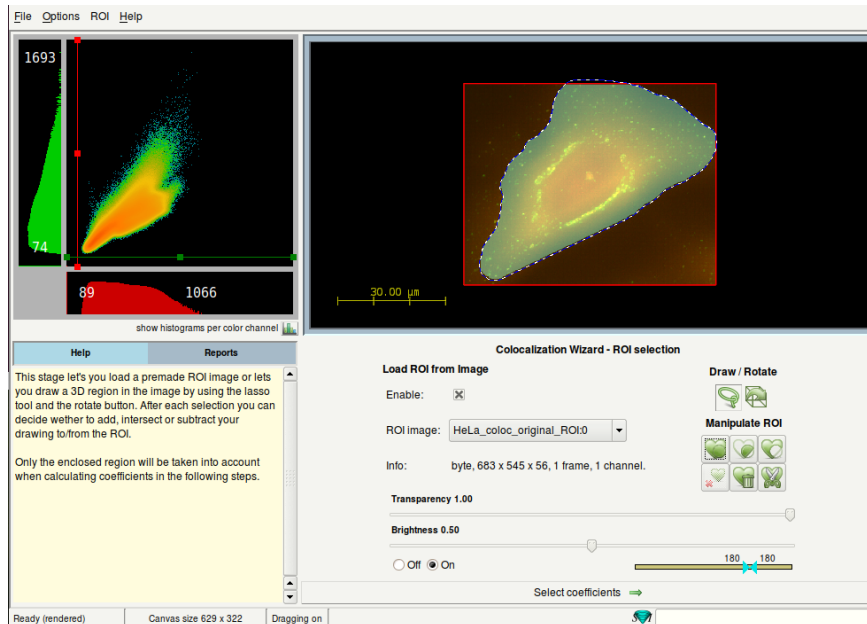 File Options ROI Help
1693
74
89 1066
show histograms per color channel
30.00 µm
Help Reports
This stage let's you load a premade ROI image or lets
you draw a 3D region in the image by using the lasso
tool and the rotate button. After each selection you can
decide wether to add, intersect or subtract your
drawing to/from the ROI.
Only the enclosed region will be taken into account
when calculating coefficients in the following steps.
Colocalization Wizard - ROI selection
Load ROI from Image
Enable:
ROI image: HeLa_coloc_original_ROI:0
Info: byte, 683 x 545 x 56, 1 frame, 1 channel.
Draw / Rotate
Manipulate ROI
Transparency 1.00
Brightness 0.50
Off On
180 180
Select coefficients
Ready (rendered) Canvas size 629 x 322 Dragging on